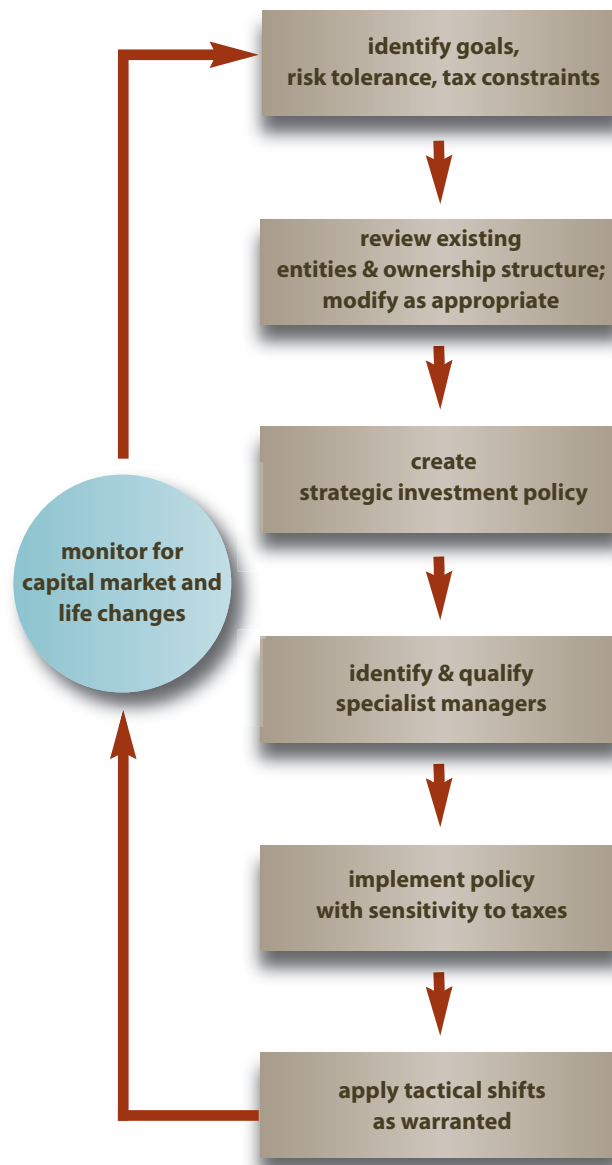 identify goals,
risk tolerance, tax constraints
review existing
entities & ownership structure;
modify as appropriate
create
strategic investment policy
monitor for
capital market and
life changes
identify & qualify
specialist managers
implement policy
with sensitivity to taxes
apply tactical shifts
as warranted